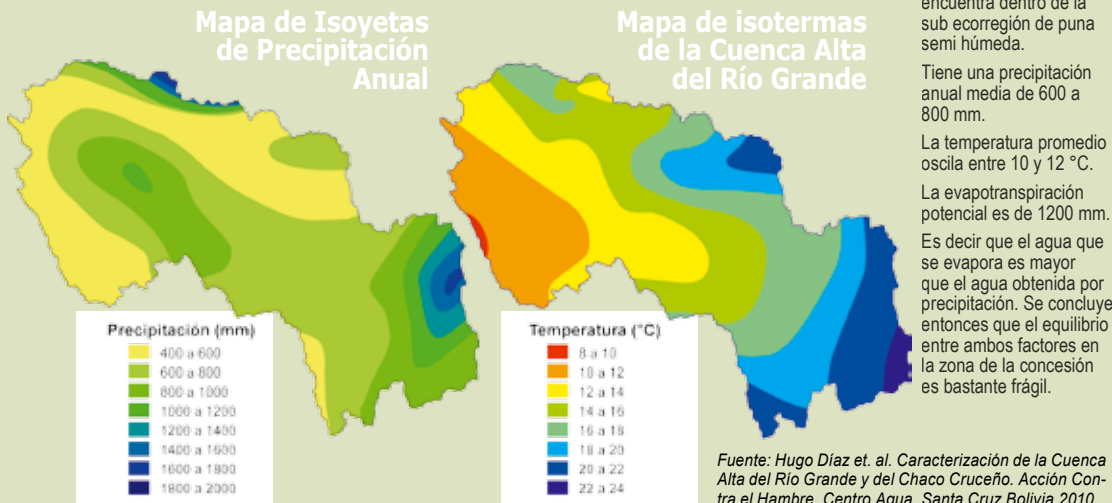 Mapa de Isoyetas
de Precipitación
Anual
Mapa de isotermas
de la Cuenca Alta
del Río Grande
Precipitación (mm)
400 a 600
600 a 800
800 a 1000
1000 a 1200
1200 a 1400
1400 a 1600
1600 a 1800
1800 a 2000
Temperatura (°C)
8 a 10
10 a 12
12 a 14
14 a 16
16 a 18
18 a 20
20 a 22
22 a 24
encuentra dentro de la
sub ecorregión de puna
semi húmeda.
Tiene una precipitación
anual media de 600 a
800 mm.
La temperatura promedio
oscila entre 10 y 12 °C.
La evapotranspiración
potencial es de 1200 mm.
Es decir que el agua que
se evapora es mayor
que el agua obtenida por
precipitación. Se concluye
entonces que el equilibrio
entre ambos factores en
la zona de la concesión
es bastante frágil.
Fuente: Hugo Díaz et. al. Caracterización de la Cuenca
Alta del Río Grande y del Chaco Cruceño. Acción Con-
tra el Hambre, Centro Agua, Santa Cruz Bolivia 2010